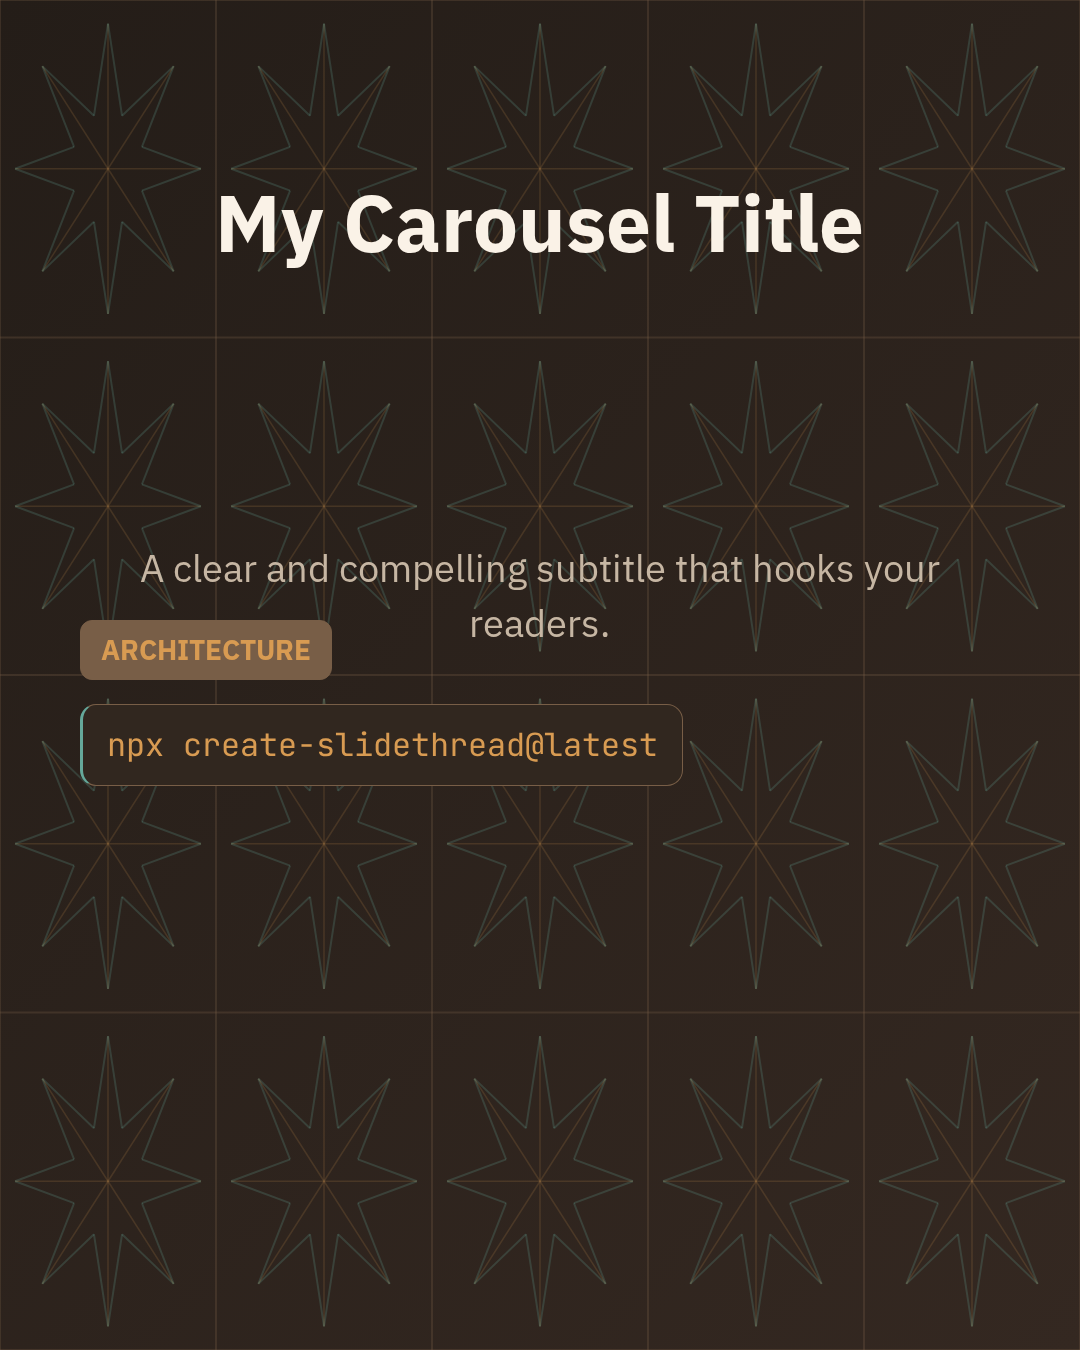 My Carousel Title
A clear and compelling subtitle that hooks your
readers.
ARCHITECTURE
npx create-slidethread@latest